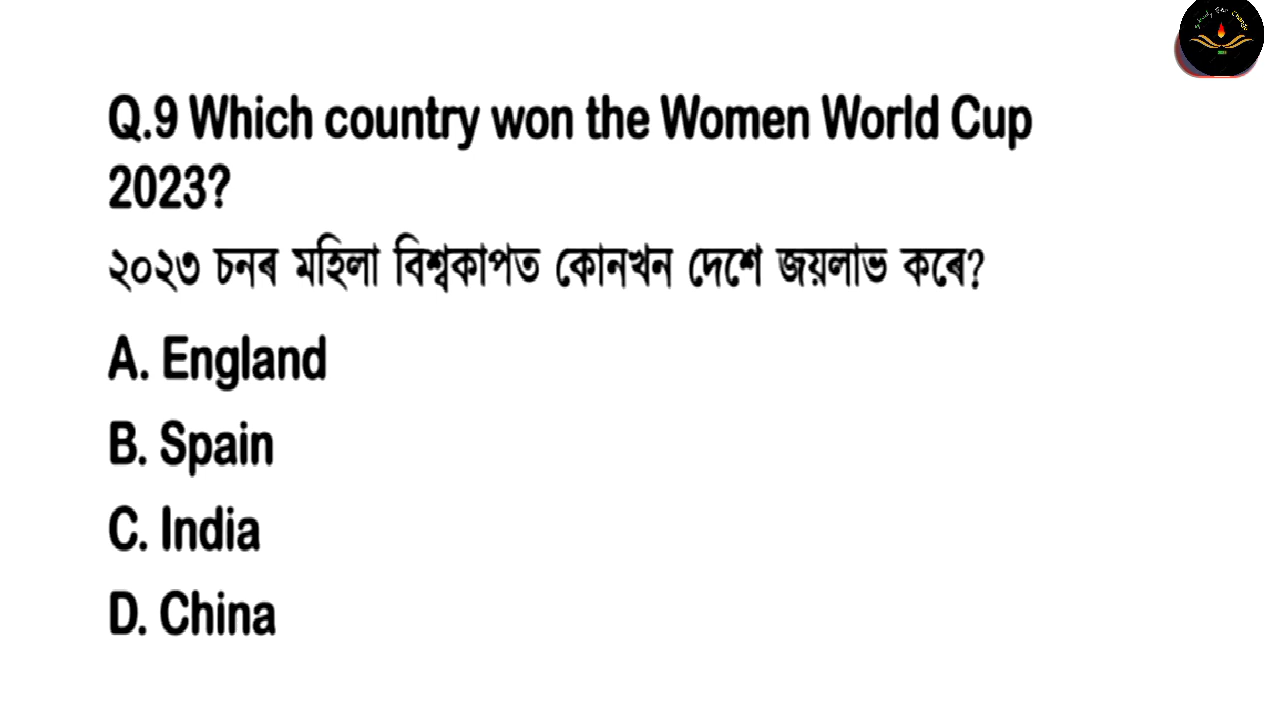 Q.9 Which country won the Women World Cup
2023?
২০২৩ চনৰ মহিলা বিশ্বকাপত কোনখন দেশে জয়লাভ কৰে?
A. England
B. Spain
C. India
D. China